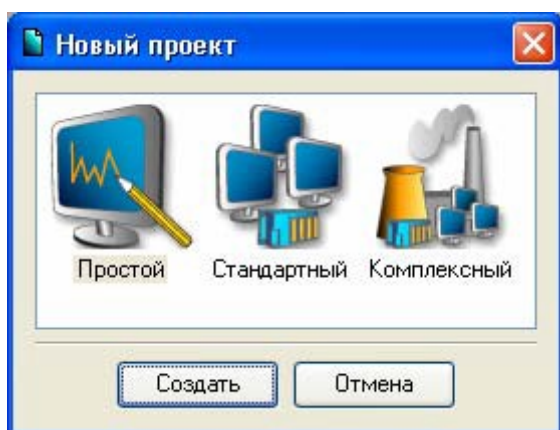 Новый проект
Простой Стандартный Комплексный
Создать Отмена